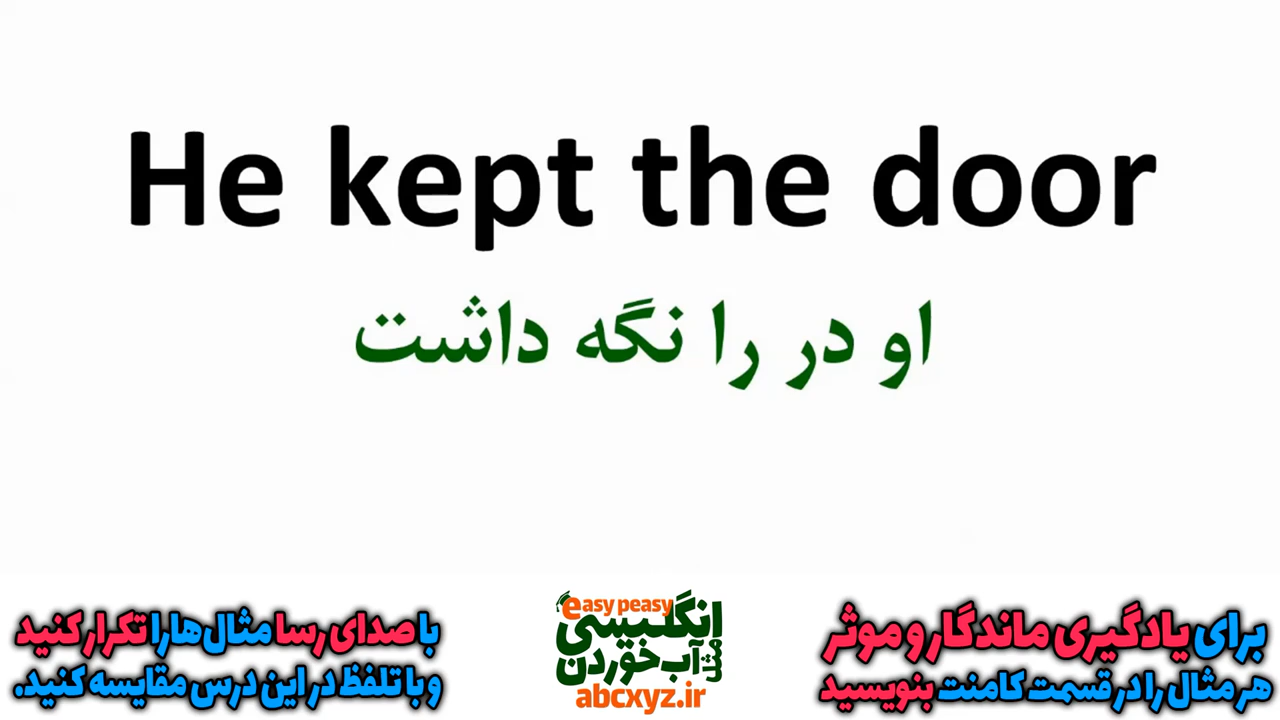 He kept the door
او در را نگه داشت
با صدای رسا مثال‌ها را تکرار کنید
و با تلفظ در این درس مقایسه کنید.
easy peasy
انگلیسی
مثل آب خوردن
abcxyz.ir
برای یادگیری ماندگار و موثر
هر مثال را در قسمت کامنت بنویسید